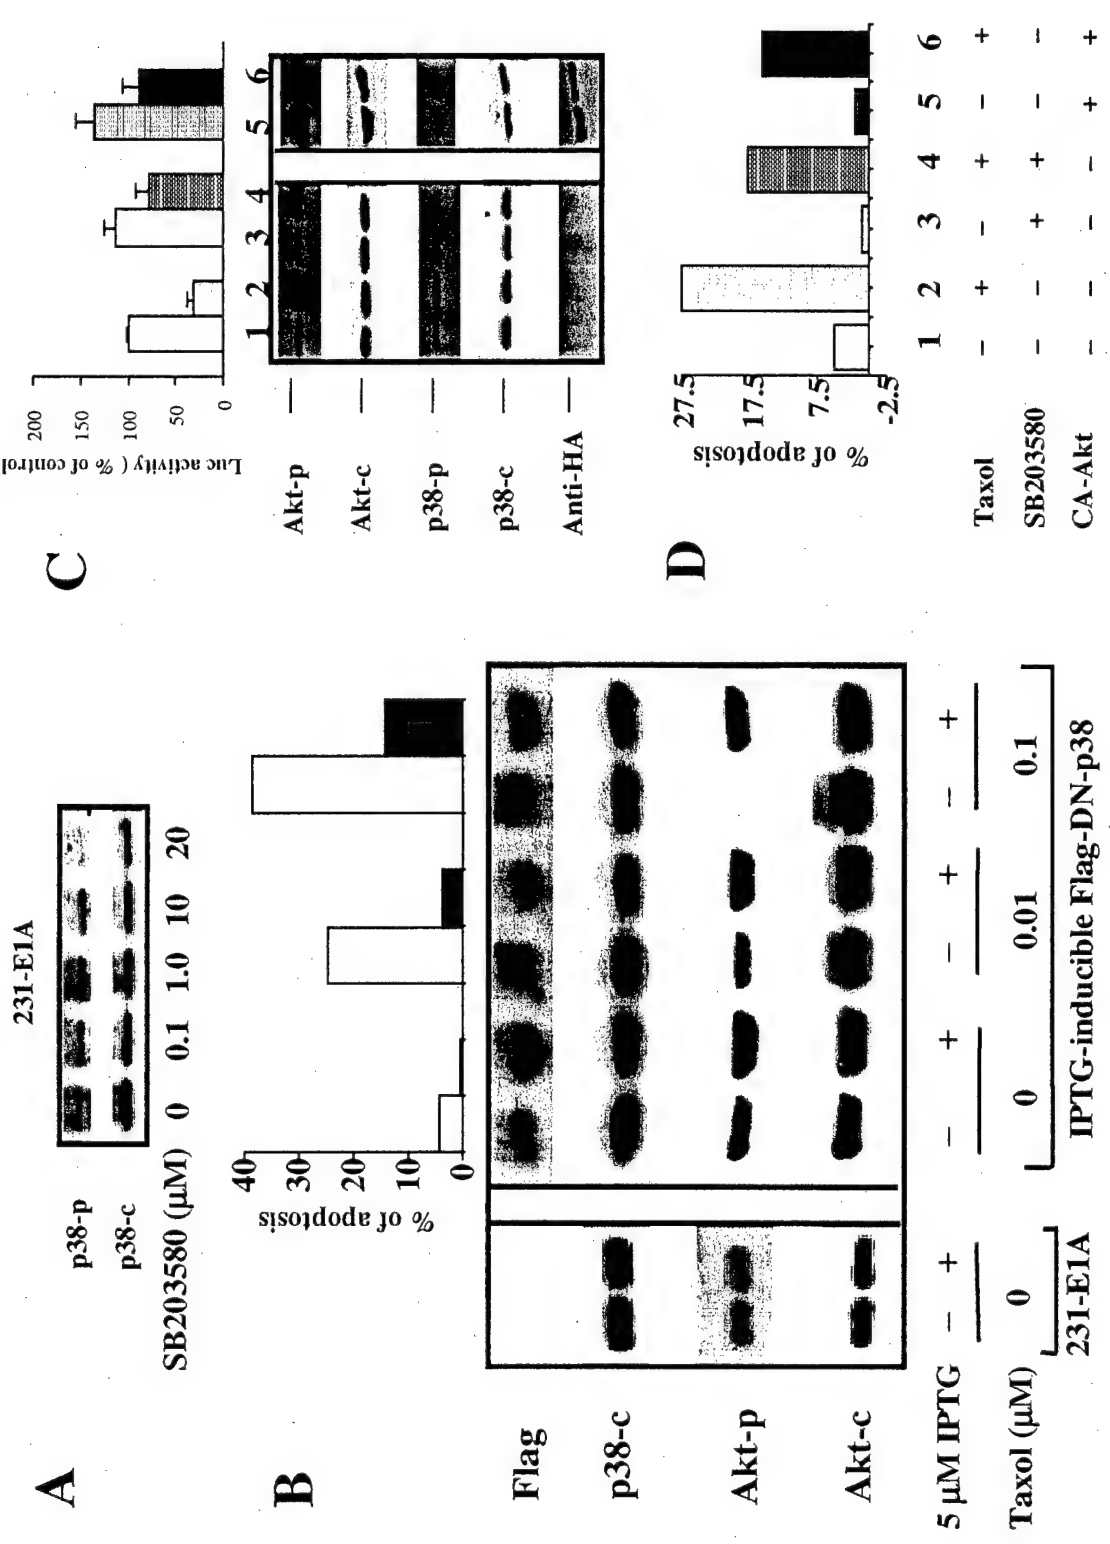 A
231-E1A
p38-p
p38-c
SB203580 (μM) 0 0.1 1.0 10 20
B
% of apoptosis
40
30
20
10
0
Flag
p38-c
Akt-p
Akt-c
5 μM IPTG − + − + − + − +
Taxol (μM) 0 0 0.01 0.1
231-E1A IPTG-inducible Flag-DN-p38
C
Luc activity ( % of control
200
150
100
50
0
1 2 3 4 5 6
Akt-p
Akt-c
p38-p
p38-c
Anti-HA
D
% of apoptosis
27.5
17.5
7.5
-2.5
1 2 3 4 5 6
Taxol − + − + − +
SB203580 − − + + − −
CA-Akt − − − − + +